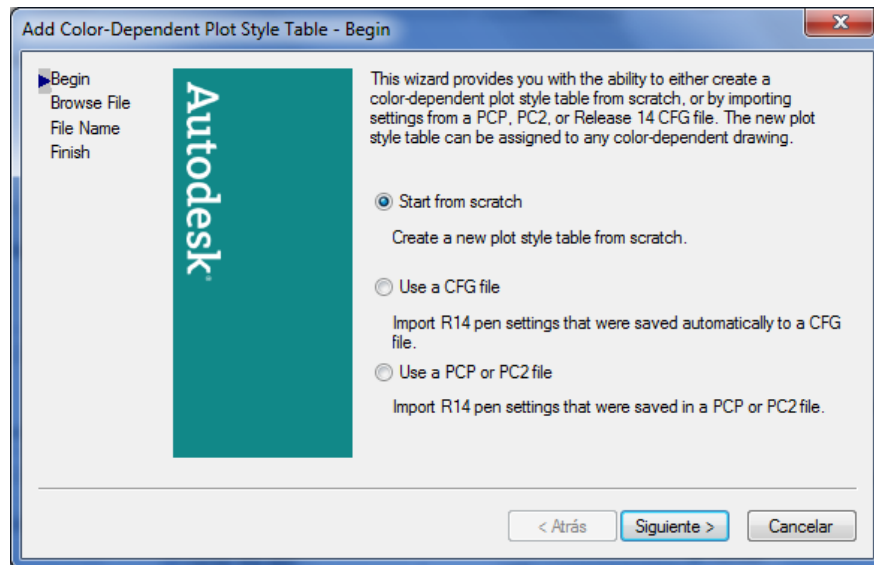 Add Color-Dependent Plot Style Table - Begin
Begin
Browse File
File Name
Finish
Autodesk
This wizard provides you with the ability to either create a
color-dependent plot style table from scratch, or by importing
settings from a PCP, PC2, or Release 14 CFG file. The new plot
style table can be assigned to any color-dependent drawing.
Start from scratch
Create a new plot style table from scratch.
Use a CFG file
Import R14 pen settings that were saved automatically to a CFG
file.
Use a PCP or PC2 file
Import R14 pen settings that were saved in a PCP or PC2 file.
< Atrás
Siguiente >
Cancelar